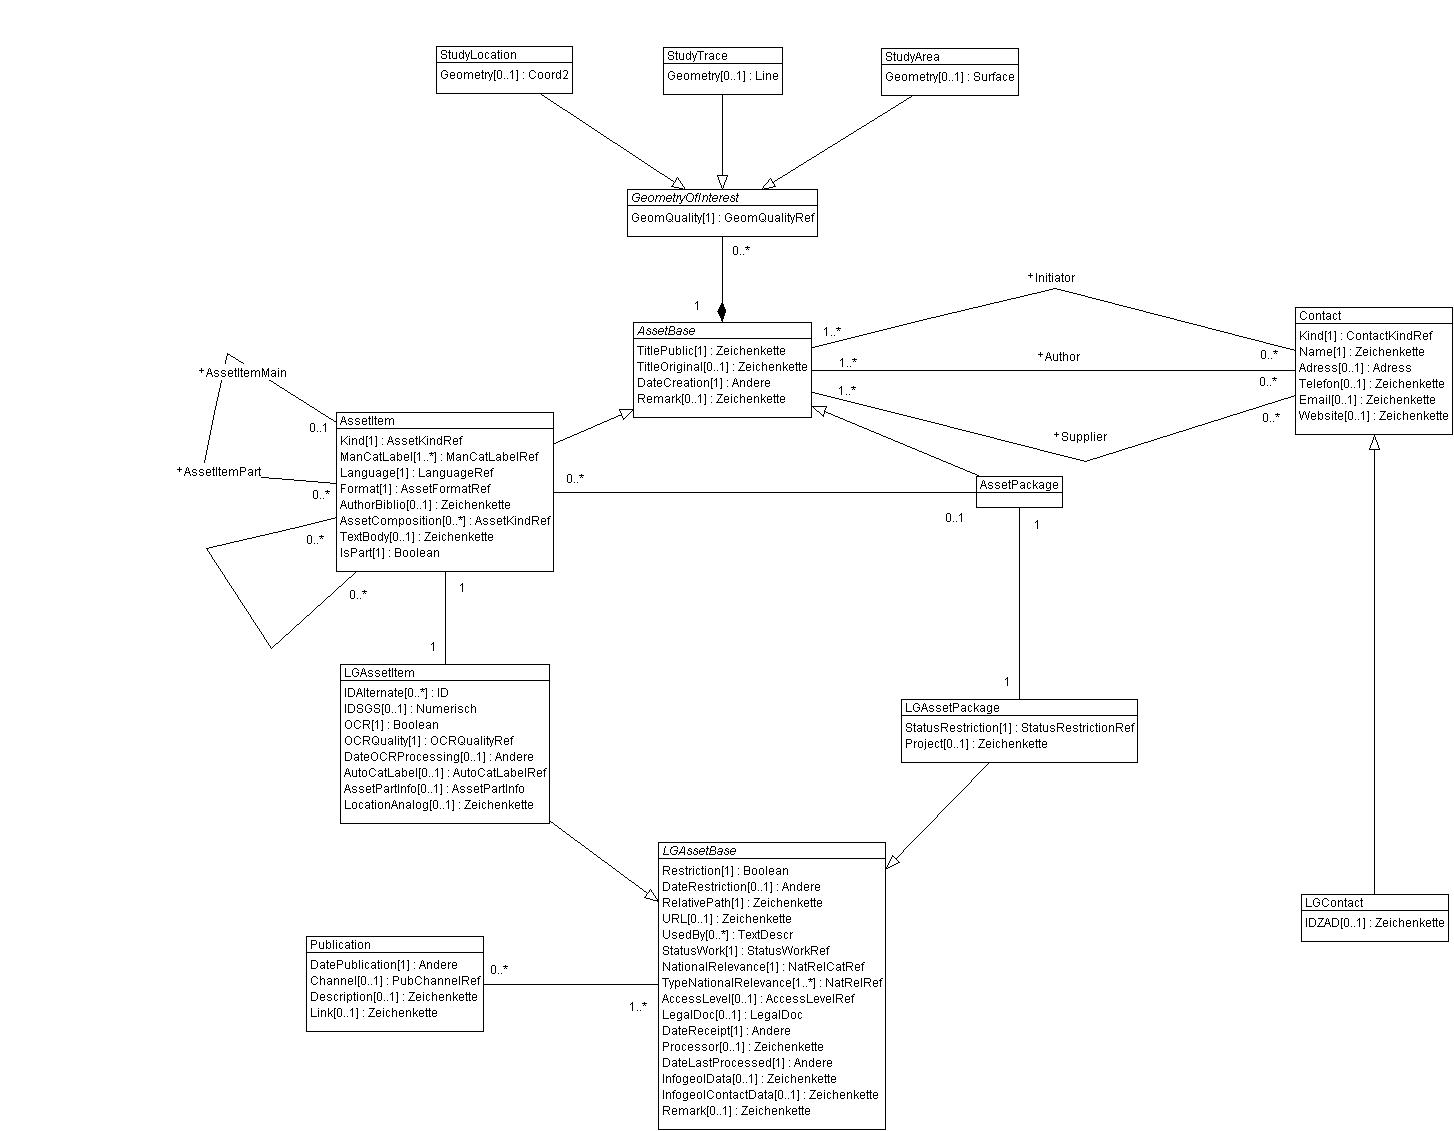 StudyLocation
Geometry[0..1] : Coord2
StudyTrace
Geometry[0..1] : Line
StudyArea
Geometry[0..1] : Surface
GeometryOfInterest
GeomQuality[1] : GeomQualityRef
0..*
1
AssetBase
TitlePublic[1] : Zeichenkette
TitleOriginal[0..1] : Zeichenkette
DateCreation[1] : Andere
Remark[0..1] : Zeichenkette
+Initiator
1..*
0..*
+Author
1..*
0..*
+Supplier
1..*
0..*
Contact
Kind[1] : ContactKindRef
Name[1] : Zeichenkette
Adress[0..1] : Adress
Telefon[0..1] : Zeichenkette
Email[0..1] : Zeichenkette
Website[0..1] : Zeichenkette
+AssetItemMain
0..1
+AssetItemPart
0..*
0..*
0..*
AssetItem
Kind[1] : AssetKindRef
ManCatLabel[1..*] : ManCatLabelRef
Language[1] : LanguageRef
Format[1] : AssetFormatRef
AuthorBiblio[0..1] : Zeichenkette
AssetComposition[0..*] : AssetKindRef
TextBody[0..1] : Zeichenkette
IsPart[1] : Boolean
0..*
0..1
AssetPackage
1
1
1
1
LGAssetItem
IDAlternate[0..*] : ID
IDSGS[0..1] : Numerisch
OCR[1] : Boolean
OCRQuality[1] : OCRQualityRef
DateOCRProcessing[0..1] : Andere
AutoCatLabel[0..1] : AutoCatLabelRef
AssetPartInfo[0..1] : AssetPartInfo
LocationAnalog[0..1] : Zeichenkette
LGAssetPackage
StatusRestriction[1] : StatusRestrictionRef
Project[0..1] : Zeichenkette
LGAssetBase
Restriction[1] : Boolean
DateRestriction[0..1] : Andere
RelativePath[1] : Zeichenkette
URL[0..1] : Zeichenkette
UsedBy[0..*] : TextDescr
StatusWork[1] : StatusWorkRef
NationalRelevance[1] : NatRelCatRef
TypeNationalRelevance[1..*] : NatRelRef
AccessLevel[0..1] : AccessLevelRef
LegalDoc[0..1] : LegalDoc
DateReceipt[1] : Andere
Processor[0..1] : Zeichenkette
DateLastProcessed[1] : Andere
InfogeolData[0..1] : Zeichenkette
InfogeolContactData[0..1] : Zeichenkette
Remark[0..1] : Zeichenkette
LGContact
IDZAD[0..1] : Zeichenkette
Publication
DatePublication[1] : Andere
Channel[0..1] : PubChannelRef
Description[0..1] : Zeichenkette
Link[0..1] : Zeichenkette
0..*
1..*